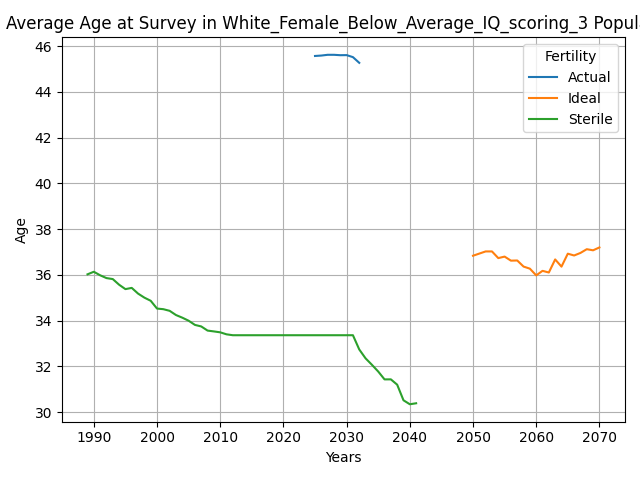 Average Age at Survey in White_Female_Below_Average_IQ_scoring_3 Popul
Fertility
Actual
Ideal
Sterile
Age
46
44
42
40
38
36
34
32
30
1990 2000 2010 2020 2030 2040 2050 2060 2070
Years